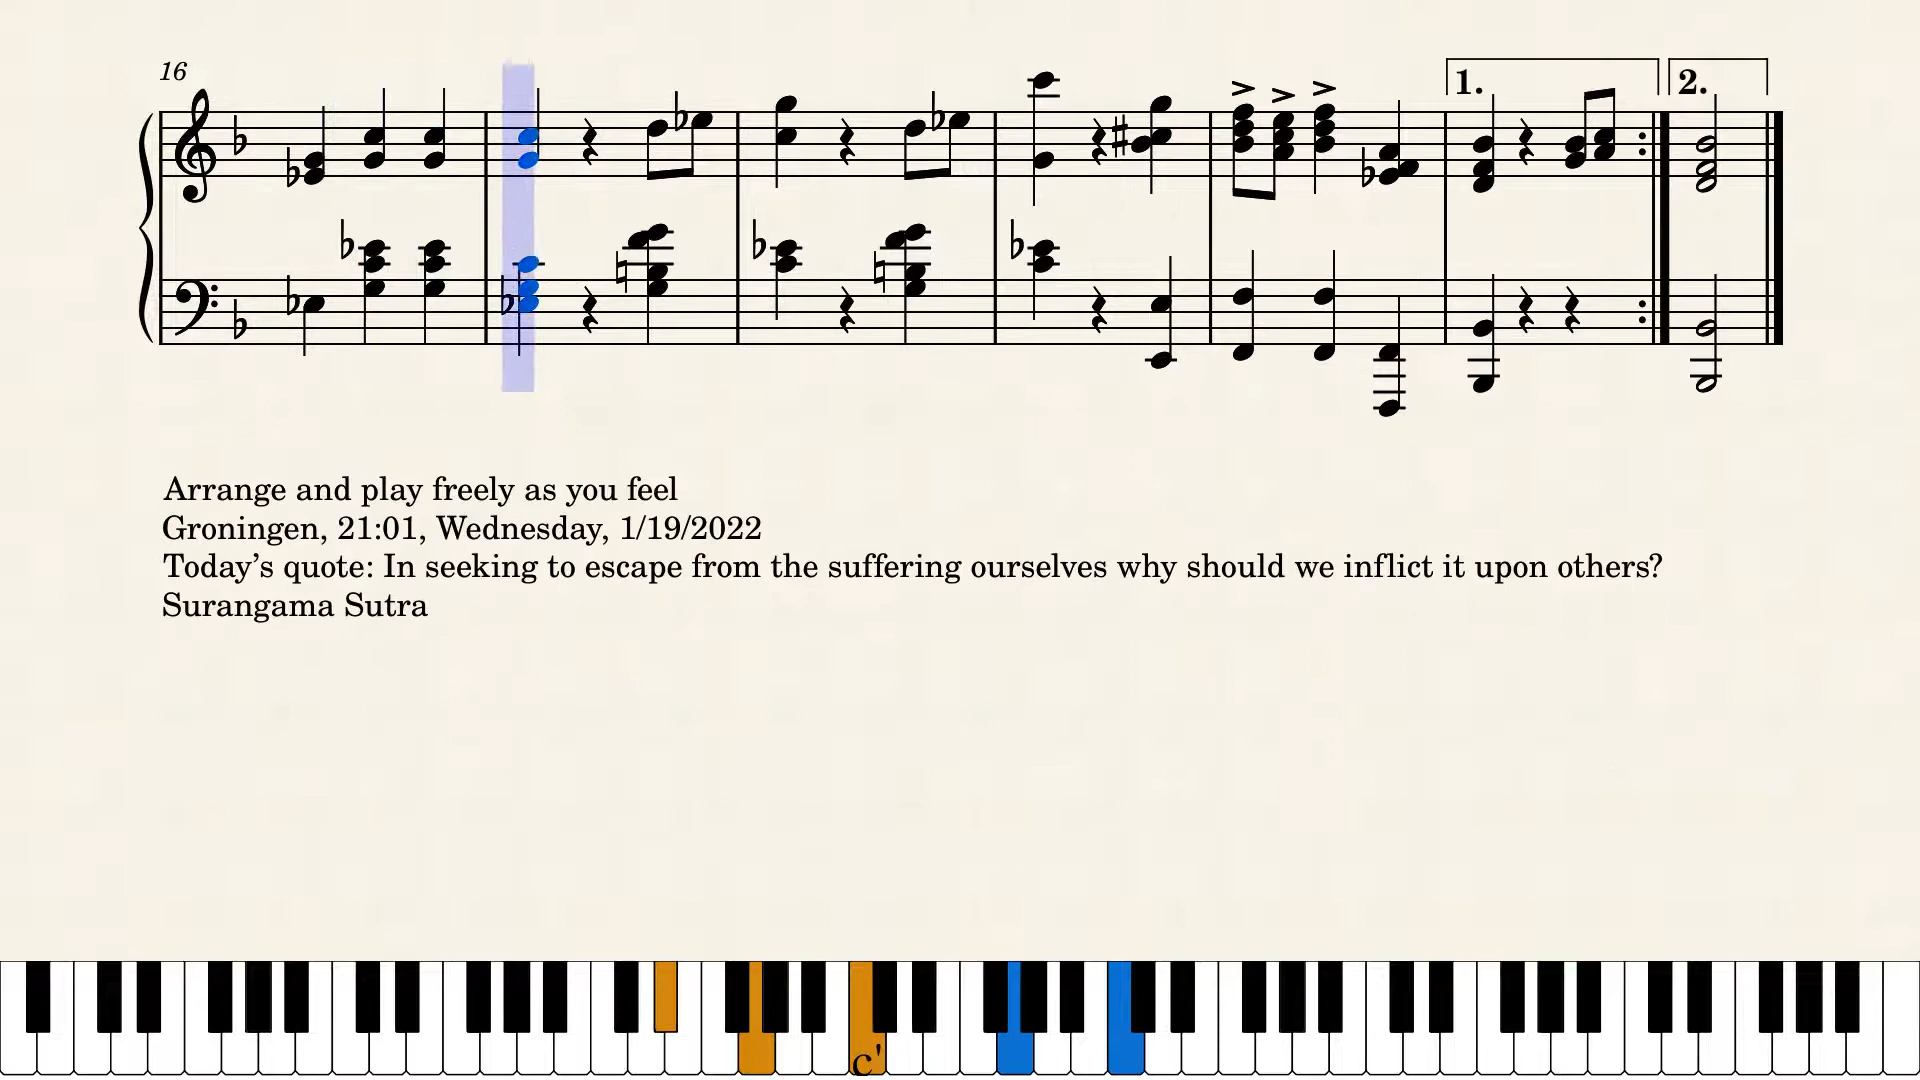 16
1.
2.
Arrange and play freely as you feel
Groningen, 21:01, Wednesday, 1/19/2022
Today’s quote: In seeking to escape from the suffering ourselves why should we inflict it upon others?
Surangama Sutra
c'